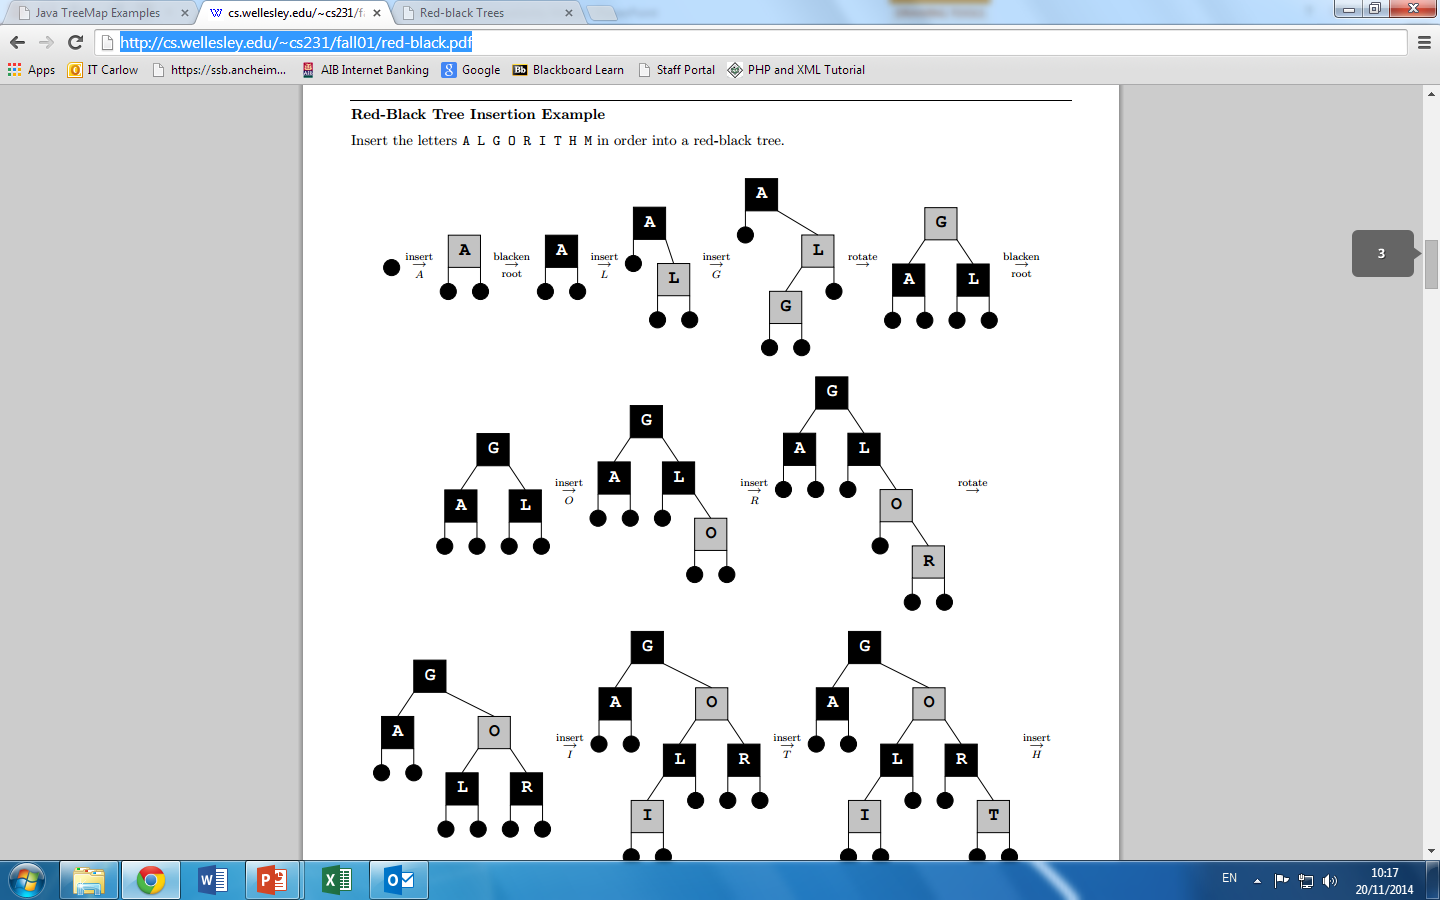 Java TreeMap Examples
cs.wellesley.edu/~cs231/f
Red-black Trees
http://cs.wellesley.edu/~cs231/fall01/red-black.pdf
Apps IT Carlow https://ssb.ancheim... AIB Internet Banking Google Bb Blackboard Learn Staff Portal PHP and XML Tutorial
Red-Black Tree Insertion Example
Insert the letters A L G O R I T H M in order into a red-black tree.
insert → A
A
blacken → root
A
insert → L
A
L
insert → G
A
L
G
rotate →
G
A L
blacken → root
3
G
A L
insert → O
G
A L
O
insert → R
G
A L
O
R
rotate →
G
A O
L R
insert → I
G
A O
L R
I
insert → T
G
A O
L R
I T
insert → H
EN
10:17
20/11/2014